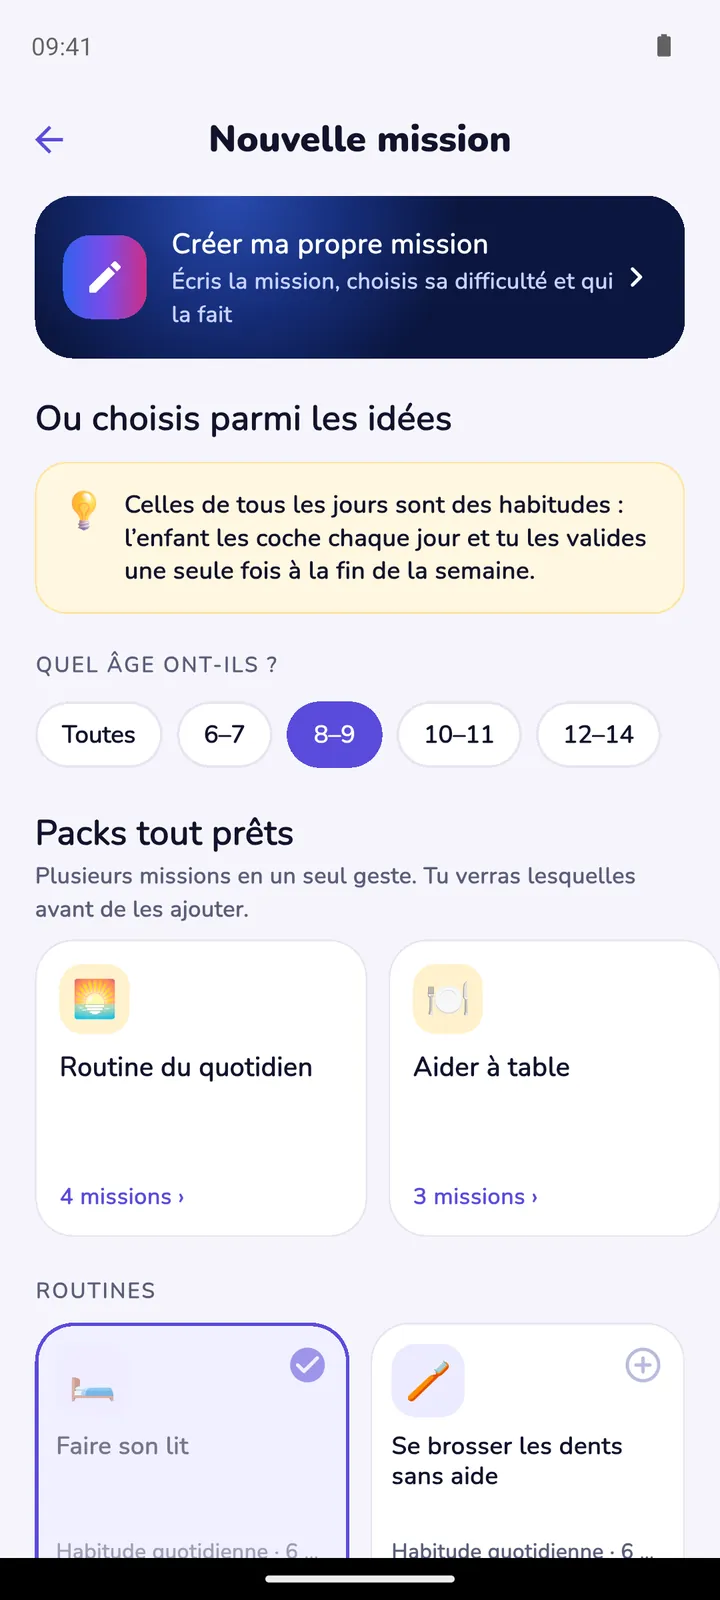 09:41
Nouvelle mission
Créer ma propre mission
Écris la mission, choisis sa difficulté et qui
la fait
Ou choisis parmi les idées
Celles de tous les jours sont des habitudes :
l’enfant les coche chaque jour et tu les valides
une seule fois à la fin de la semaine.
QUEL ÂGE ONT-ILS ?
Toutes
6–7
8–9
10–11
12–14
Packs tout prêts
Plusieurs missions en un seul geste. Tu verras lesquelles
avant de les ajouter.
Routine du quotidien
Aider à table
4 missions ›
3 missions ›
ROUTINES
Faire son lit
Se brosser les dents
sans aide
Habitude quotidienne · 6 ...
Habitude quotidienne · 6 ...